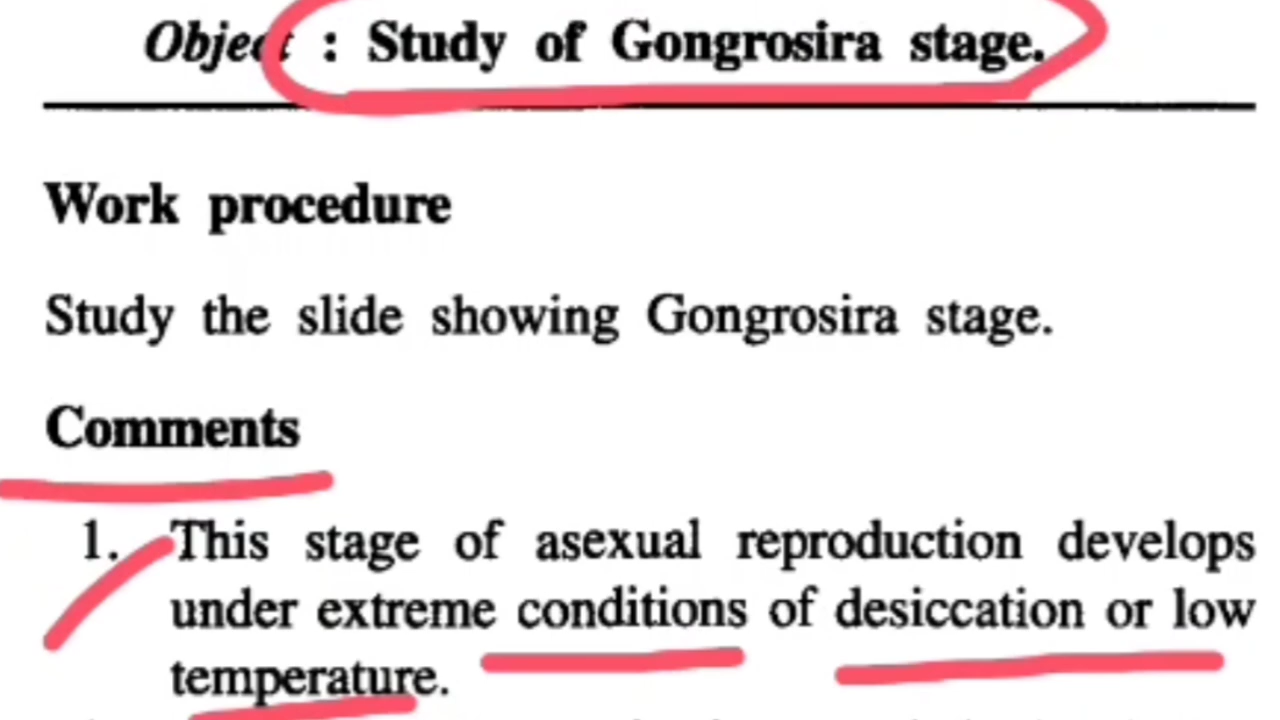 Object : Study of Gongrosira stage.
Work procedure
Study the slide showing Gongrosira stage.
Comments
1. This stage of asexual reproduction develops
under extreme conditions of desiccation or low
temperature.